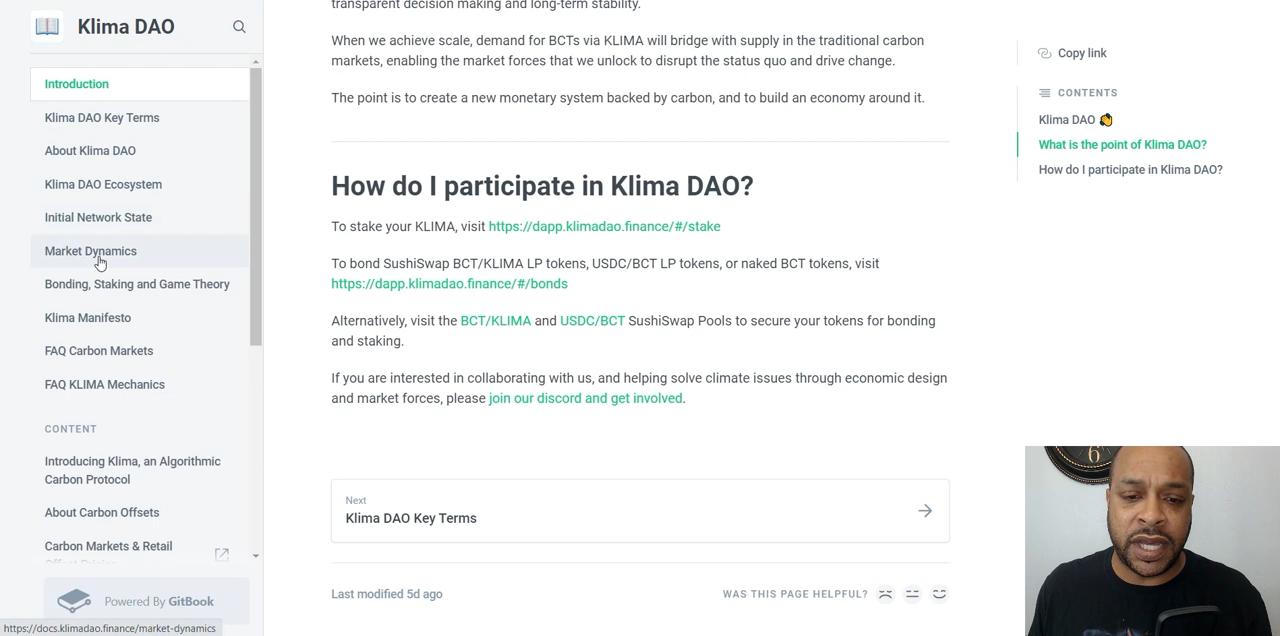 Klima DAO
Introduction
Klima DAO Key Terms
About Klima DAO
Klima DAO Ecosystem
Initial Network State
Market Dynamics
Bonding, Staking and Game Theory
Klima Manifesto
FAQ Carbon Markets
FAQ KLIMA Mechanics
CONTENT
Introducing Klima, an Algorithmic
Carbon Protocol
About Carbon Offsets
Carbon Markets & Retail
Powered By GitBook
https://docs.klimadao.finance/market-dynamics
transparent decision making and long-term stability.
When we achieve scale, demand for BCTs via KLIMA will bridge with supply in the traditional carbon
markets, enabling the market forces that we unlock to disrupt the status quo and drive change.
The point is to create a new monetary system backed by carbon, and to build an economy around it.
How do I participate in Klima DAO?
To stake your KLIMA, visit https://dapp.klimadao.finance/#/stake
To bond SushiSwap BCT/KLIMA LP tokens, USDC/BCT LP tokens, or naked BCT tokens, visit
https://dapp.klimadao.finance/#/bonds
Alternatively, visit the BCT/KLIMA and USDC/BCT SushiSwap Pools to secure your tokens for bonding
and staking.
If you are interested in collaborating with us, and helping solve climate issues through economic design
and market forces, please join our discord and get involved.
Next
Klima DAO Key Terms
Last modified 5d ago
WAS THIS PAGE HELPFUL?
Copy link
CONTENTS
Klima DAO 👏
What is the point of Klima DAO?
How do I participate in Klima DAO?
6